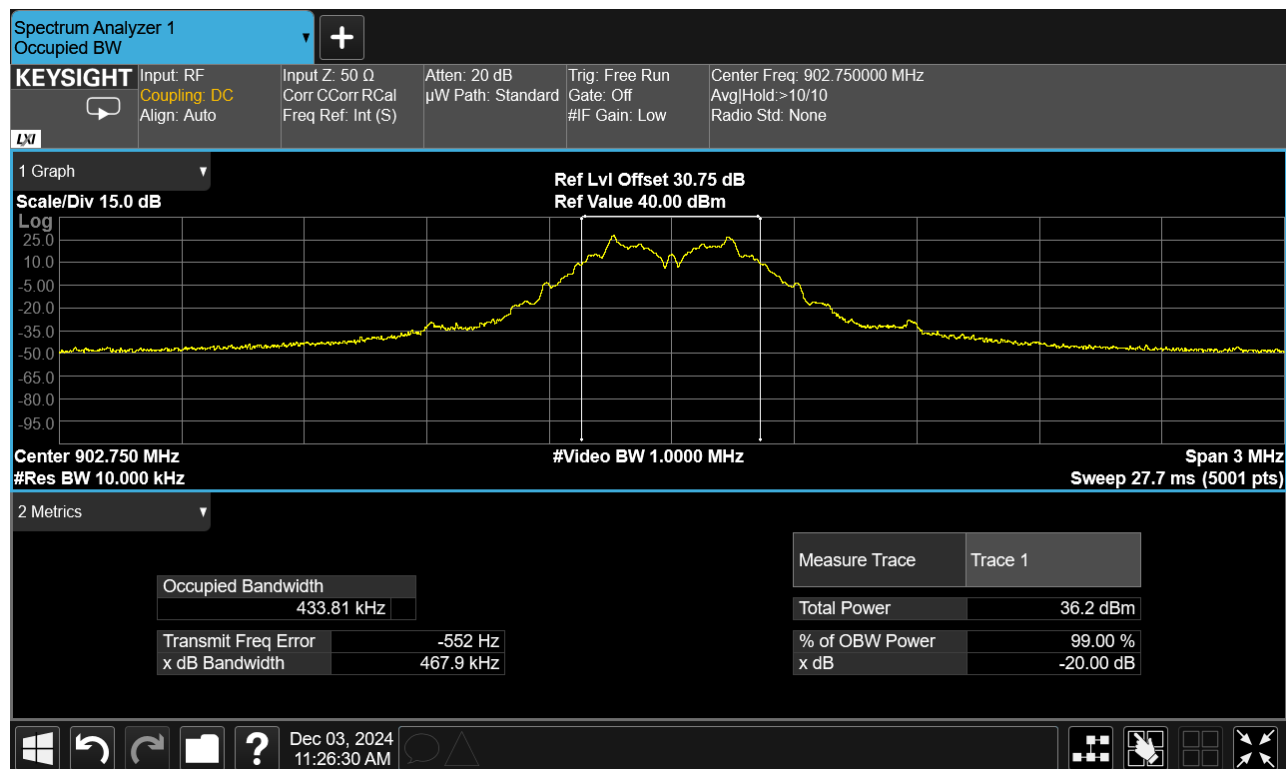 Spectrum Analyzer 1
Occupied BW
+
KEYSIGHT
LXI
Input: RF
Coupling: DC
Align: Auto
Input Z: 50 Ω
Corr CCorr RCal
Freq Ref: Int (S)
Atten: 20 dB
µW Path: Standard
Trig: Free Run
Gate: Off
#IF Gain: Low
Center Freq: 902.750000 MHz
Avg|Hold:>10/10
Radio Std: None
1 Graph
Scale/Div 15.0 dB
Ref Lvl Offset 30.75 dB
Ref Value 40.00 dBm
Log
25.0
10.0
-5.00
-20.0
-35.0
-50.0
-65.0
-80.0
-95.0
Center 902.750 MHz
#Video BW 1.0000 MHz
Span 3 MHz
#Res BW 10.000 kHz
Sweep 27.7 ms (5001 pts)
2 Metrics
Occupied Bandwidth
433.81 kHz
Transmit Freq Error -552 Hz
x dB Bandwidth 467.9 kHz
Measure Trace Trace 1
Total Power 36.2 dBm
% of OBW Power 99.00 %
x dB -20.00 dB
?
Dec 03, 2024
11:26:30 AM